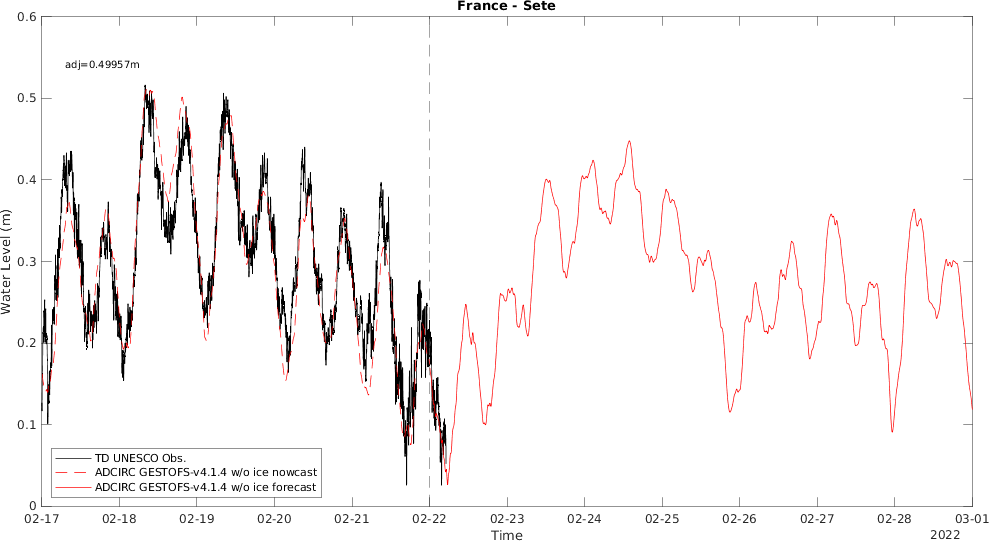 France - Sete
0.6
0.5
0.4
0.3
0.2
0.1
0
Water Level (m)
adj=0.49957m
TD UNESCO Obs.
ADCIRC GESTOFS-v4.1.4 w/o ice nowcast
ADCIRC GESTOFS-v4.1.4 w/o ice forecast
02-17 02-18 02-19 02-20 02-21 02-22 02-23 02-24 02-25 02-26 02-27 02-28 03-01
Time
2022